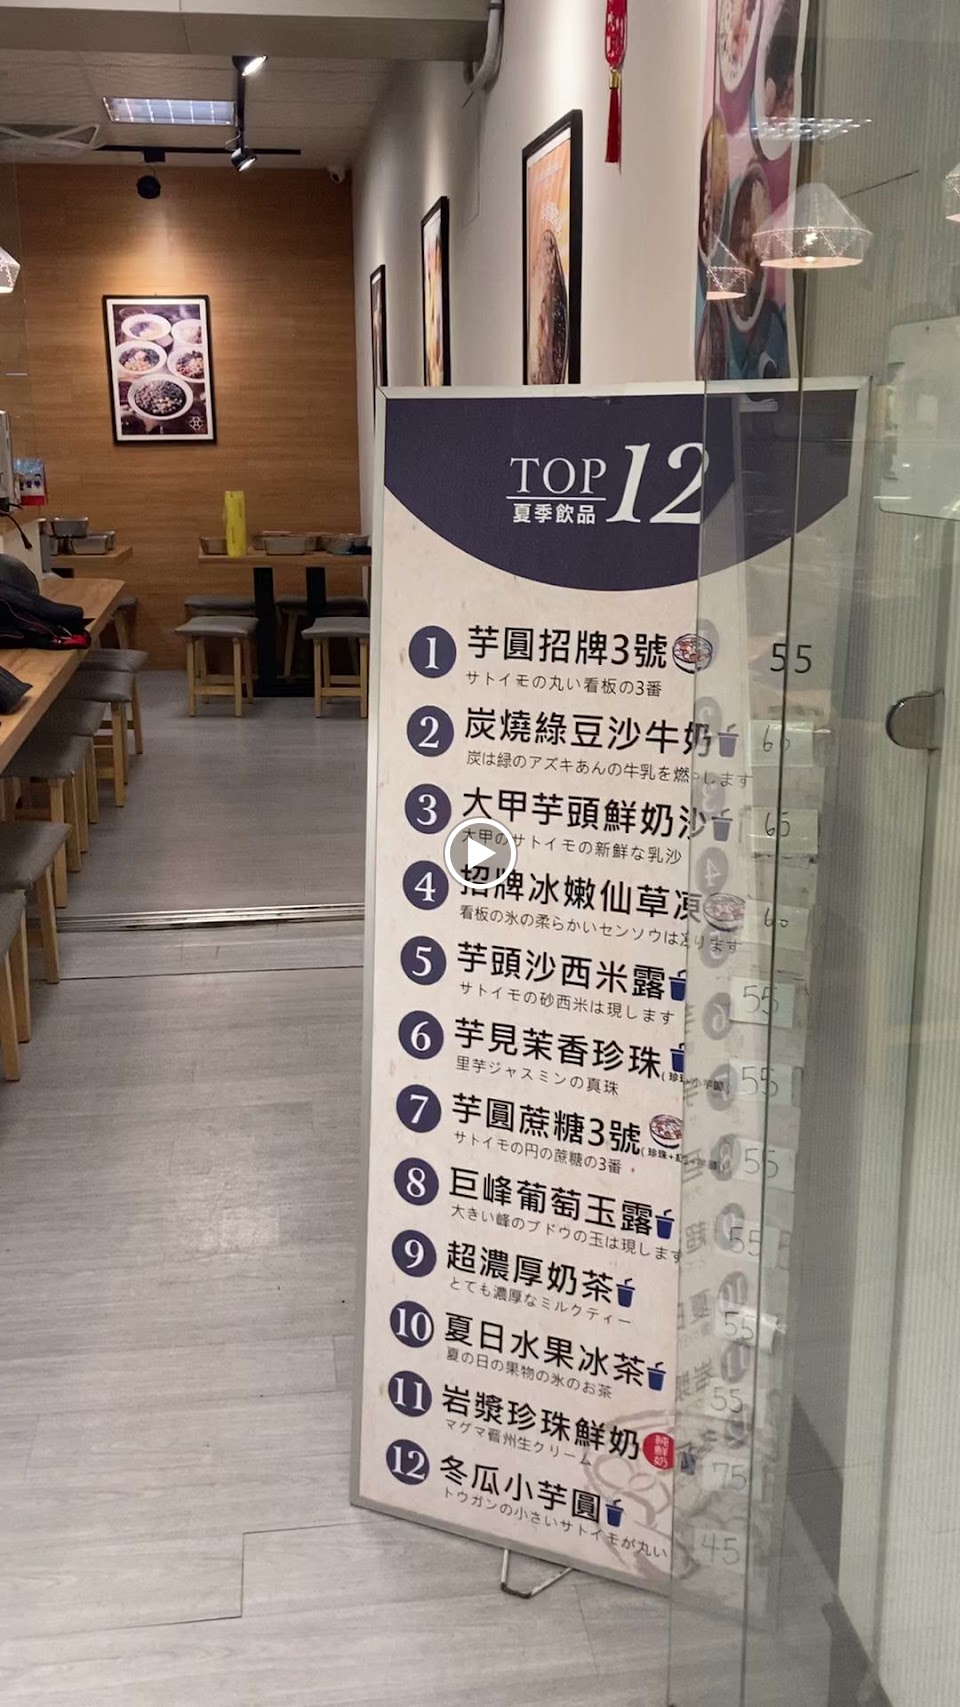 TOP 12
夏季飲品
1 芋圓招牌3號 55
サトイモの丸い看板の3番
2 炭燒綠豆沙牛奶
炭は緑のアズキあんの牛乳を燃やします
3 大甲芋頭鮮奶沙 65
大甲のサトイモの新鮮な乳沙
4 招牌冰嫩仙草凍 60
看板の氷の柔らかいセンソウは凍ります
5 芋頭沙西米露 55
サトイモの砂西米は現します
6 芋見茉香珍珠 55
里芋ジャスミンの真珠
7 芋圓蔗糖3號 55
サトイモの円の蔗糖の3番
8 巨峰葡萄玉露 55
大きい峰のブドウの玉は現します
9 超濃厚奶茶 55
とても濃厚なミルクティー
10 夏日水果冰茶 55
夏の日の果物の氷のお茶
11 岩漿珍珠鮮奶 純鮮奶 75
マグマ蕃州生クリーム
12 冬瓜小芋圓 45
トウガンの小さいサトイモが丸い